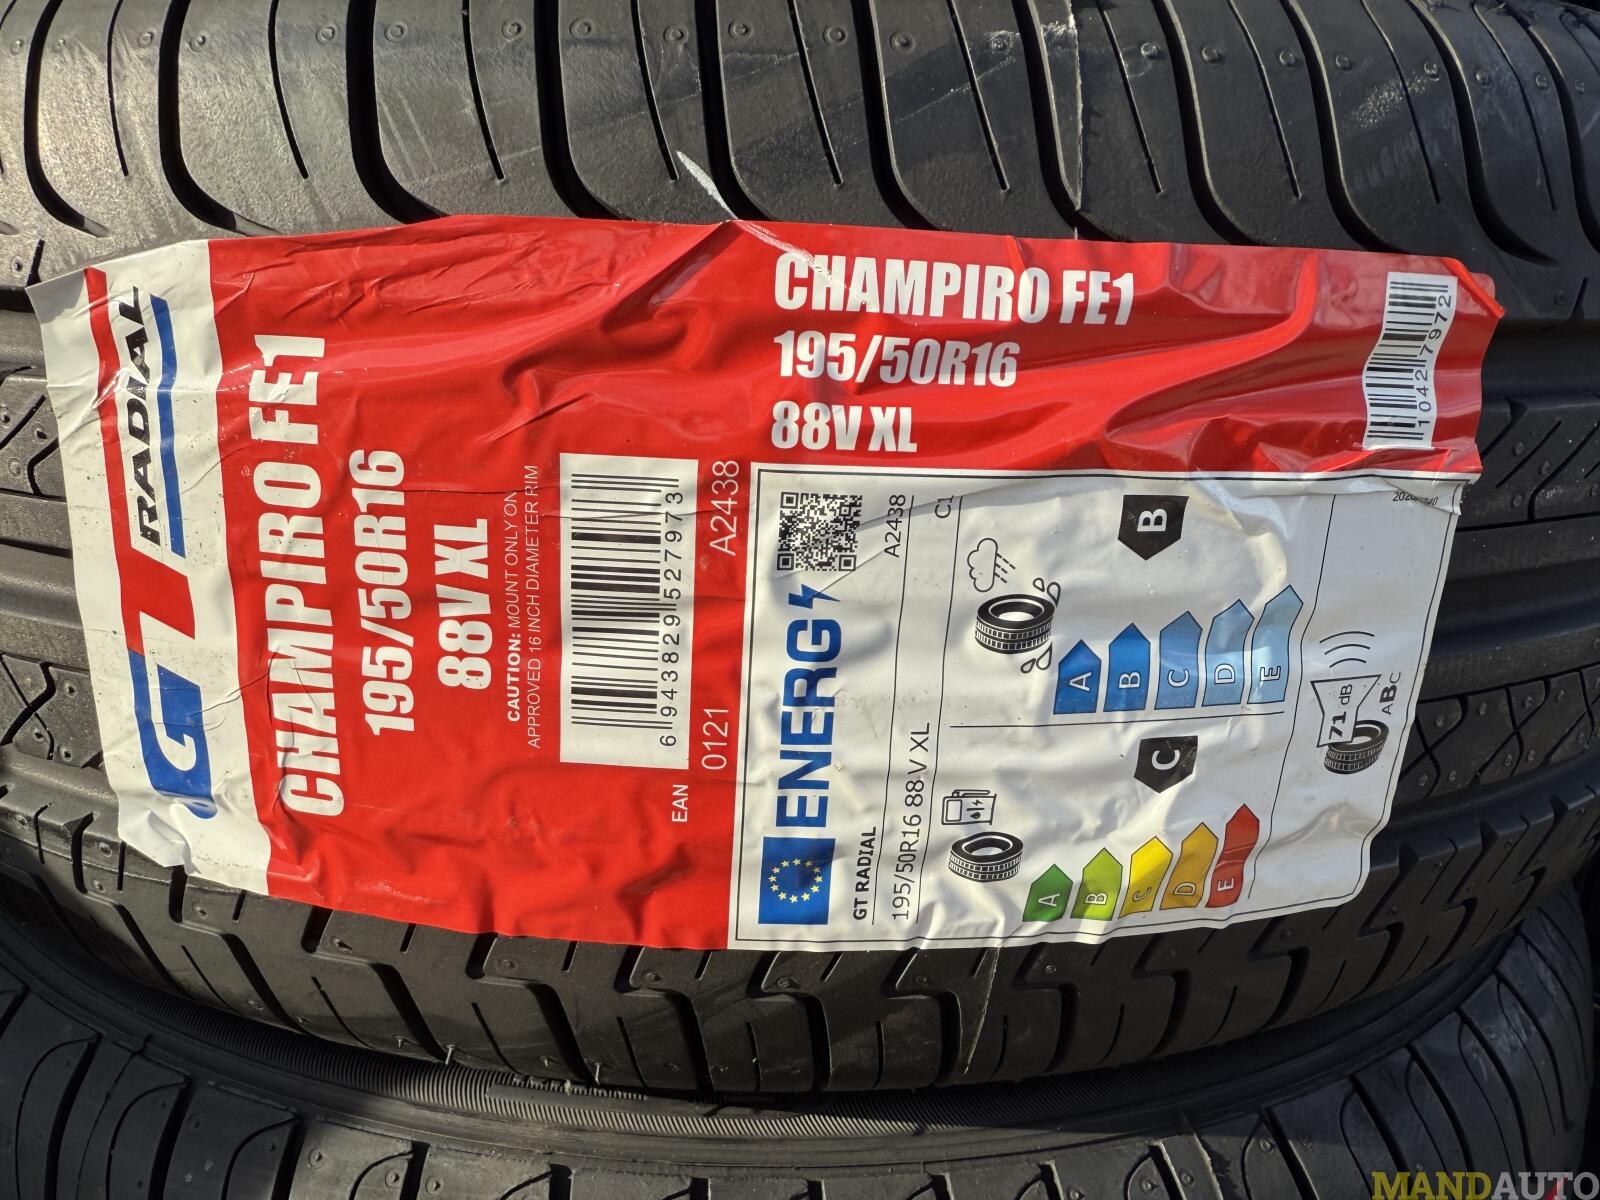 GT RADIAL
CHAMPIRO FE1
195/50R16
88V XL
CAUTION: MOUNT ONLY ON
APPROVED 16 INCH DIAMETER RIM
6 943829 527973
EAN
0121
A2438
CHAMPIRO FE1
195/50R16
88V XL
1042 7972
ENERG
A2438
GT RADIAL
195/50R16 88 V XL
C1
B
A
B
C
D
E
C
A
B
C
D
E
71 dB
ABC
MANDAUTO